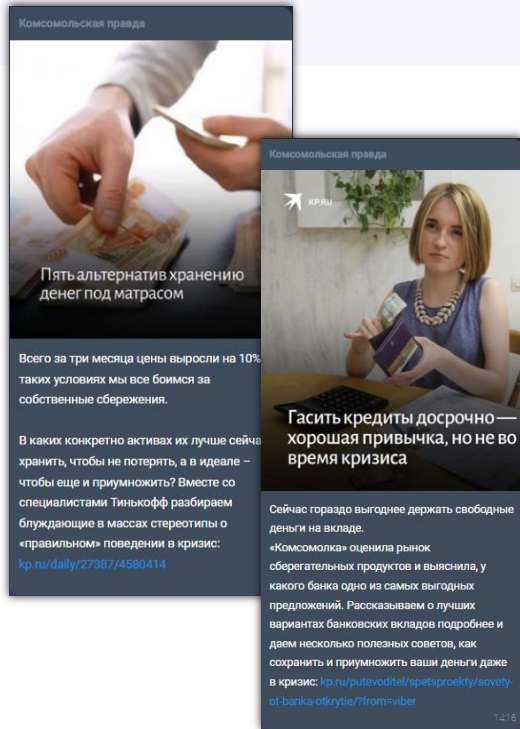 Комсомольская правда
Пять альтернатив хранению
денег под матрасом
Всего за три месяца цены выросли на 10%
таких условиях мы все боимся за
собственные сбережения.
В каких конкретно активах их лучше
хранить, чтобы не потерять, а в идеале –
чтобы еще и приумножить? Вместе со
специалистами Тинькофф разбираем
блуждающие в массах стереотипы о
«правильном» поведении в кризис:
kp.ru/daily/27387/4580414
Комсомольская правда
KP.RU
Гасить кредиты досрочно —
хорошая привычка, но не во
время кризиса
Сейчас гораздо выгоднее держать свободные
деньги на вкладе.
«Комсомолка» оценила рынок
сберегательных продуктов и выяснила, у
какого банка одно из самых выгодных
предложений. Рассказываем о лучших
вариантах банковских вкладов подробнее и
даем несколько полезных советов, как
сохранить и приумножить ваши деньги даже
в кризис: kp.ru/putevoditel/spetsproekty/sovety-
ot-banka-otkrytie/?from=viber
1416